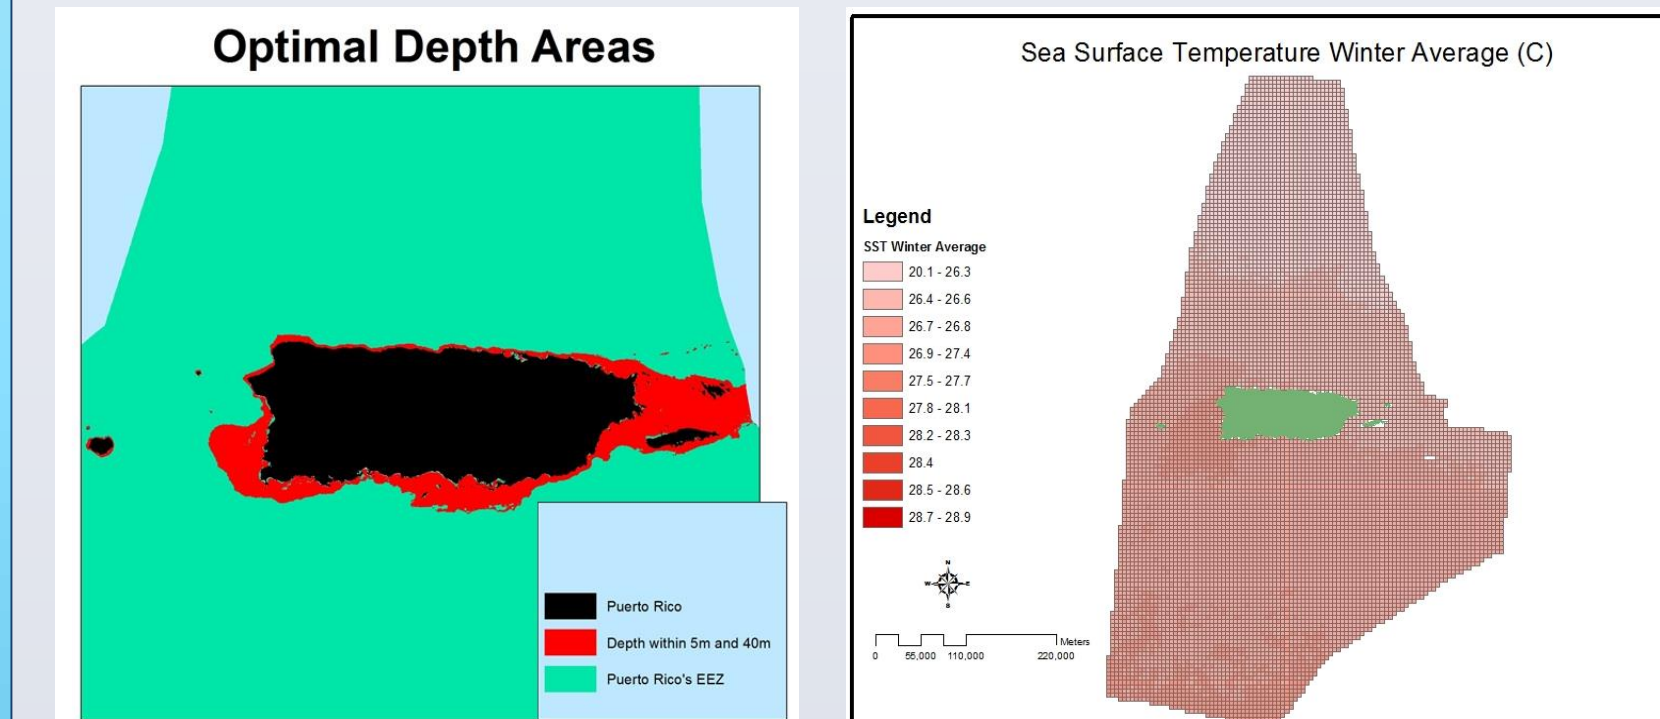 Optimal Depth Areas
Puerto Rico
Depth within 5m and 40m
Puerto Rico's EEZ
Sea Surface Temperature Winter Average (C)
Legend
SST Winter Average
20.1 - 26.3
26.4 - 26.6
26.7 - 26.8
26.9 - 27.4
27.5 - 27.7
27.8 - 28.1
28.2 - 28.3
28.4
28.5 - 28.6
28.7 - 28.9
N
W E
S
Meters
0 55,000 110,000 220,000